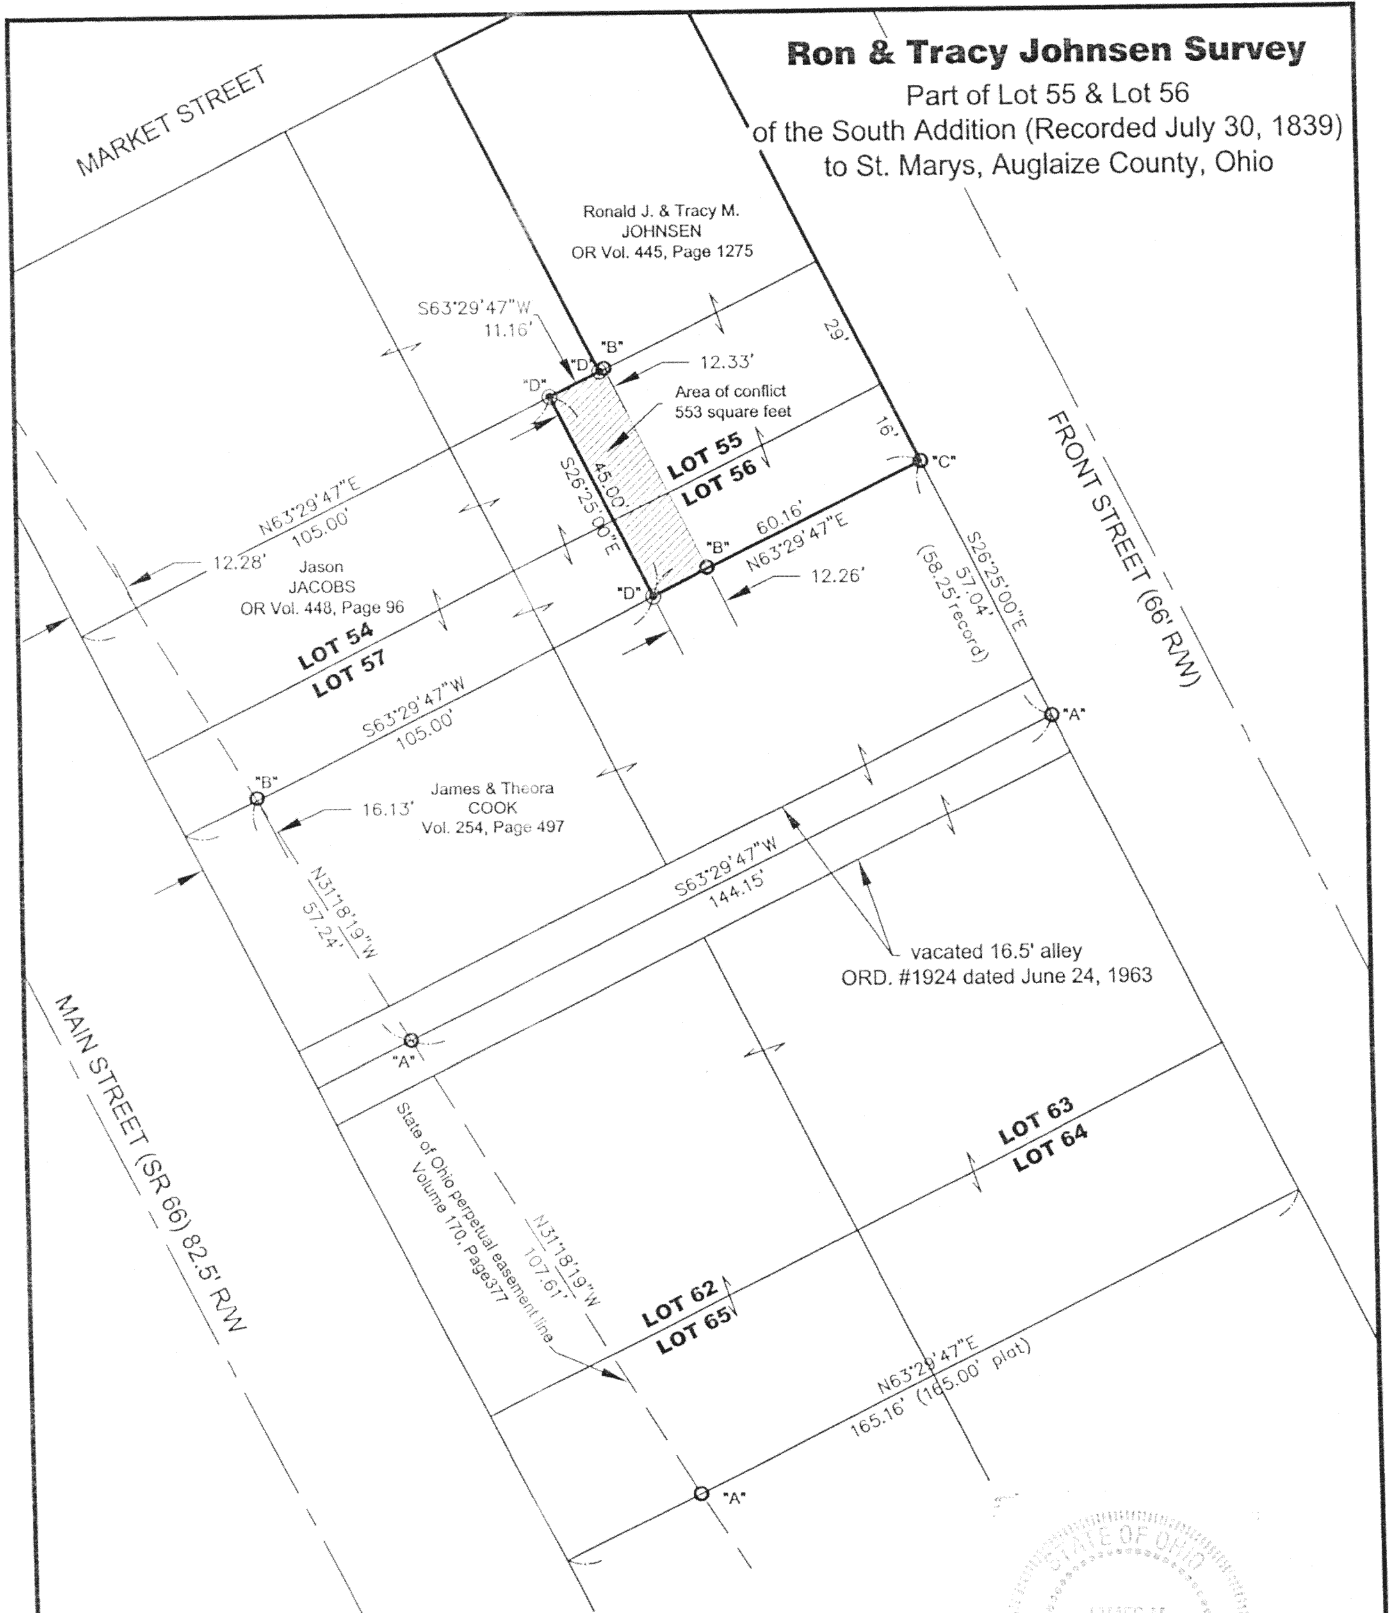 Ron & Tracy Johnsen Survey
Part of Lot 55 & Lot 56
of the South Addition (Recorded July 30, 1839)
to St. Marys, Auglaize County, Ohio
MARKET STREET
Ronald J. & Tracy M.
JOHNSEN
OR Vol. 445, Page 1275
S63°29'47"W
11.16'
"D"
"B"
12.33'
"D"
Area of conflict
553 square feet
29'
16'
LOT 55
LOT 56
45.00'
S26°25'00"E
"C"
60.16'
N63°29'47"E
"B"
12.26'
"D"
FRONT STREET (66' R/W)
S26°25'00"E
57.04'
(58.25' record)
N63°29'47"E
105.00'
12.28'
Jason
JACOBS
OR Vol. 448, Page 96
LOT 54
LOT 57
S63°29'47"W
105.00'
"B"
16.13'
James & Theora
COOK
Vol. 254, Page 497
"A"
N31°18'19"W
57.24'
S63°29'47"W
144.15'
vacated 16.5' alley
ORD. #1924 dated June 24, 1963
"A"
MAIN STREET (SR 66) 82.5' R/W
State of Ohio perpetual easement line
Volume 170, Page377
N31°18'19"W
107.61'
LOT 63
LOT 64
LOT 62
LOT 65
N63°29'47"E
165.16' (165.00' plat)
"A"
STATE OF OHIO